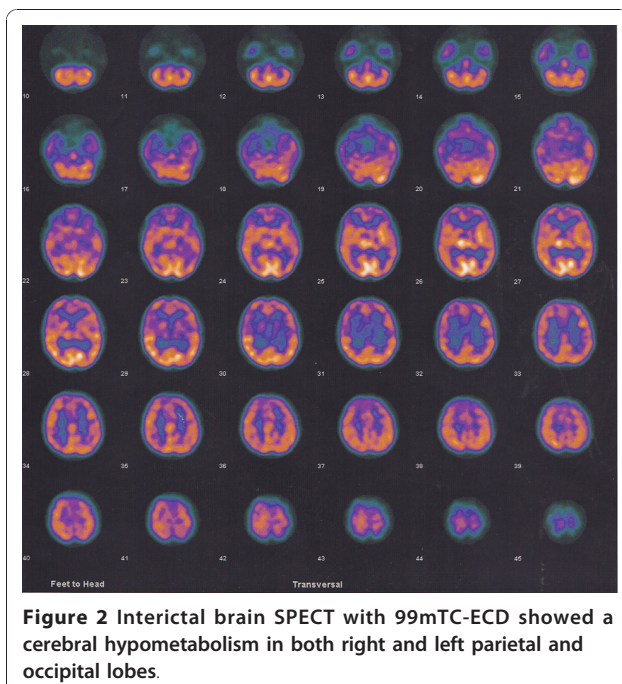 10 11 12 13 14 15
16 17 18 19 20 21
22 23 24 25 26 27
28 29 30 31 32 33
34 35 36 37 38 39
40 41 42 43 44 45
Feet to Head Transversal
Figure 2 Interictal brain SPECT with 99mTC-ECD showed a
cerebral hypometabolism in both right and left parietal and
occipital lobes.